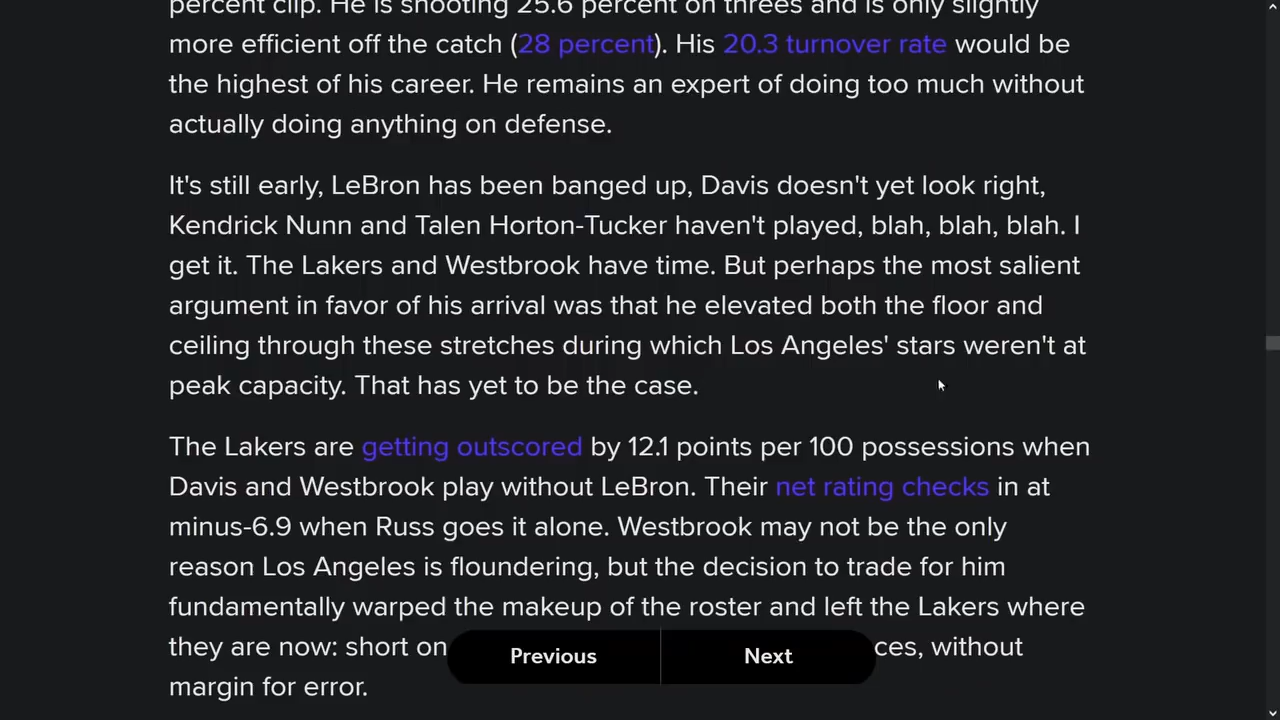 percent clip. He is shooting 25.6 percent on threes and is only slightly
more efficient off the catch (28 percent). His 20.3 turnover rate would be
the highest of his career. He remains an expert of doing too much without
actually doing anything on defense.
It's still early, LeBron has been banged up, Davis doesn't yet look right,
Kendrick Nunn and Talen Horton-Tucker haven't played, blah, blah, blah. I
get it. The Lakers and Westbrook have time. But perhaps the most salient
argument in favor of his arrival was that he elevated both the floor and
ceiling through these stretches during which Los Angeles' stars weren't at
peak capacity. That has yet to be the case.
The Lakers are getting outscored by 12.1 points per 100 possessions when
Davis and Westbrook play without LeBron. Their net rating checks in at
minus-6.9 when Russ goes it alone. Westbrook may not be the only
reason Los Angeles is floundering, but the decision to trade for him
fundamentally warped the makeup of the roster and left the Lakers where
they are now: short on ces, without
Previous Next
margin for error.